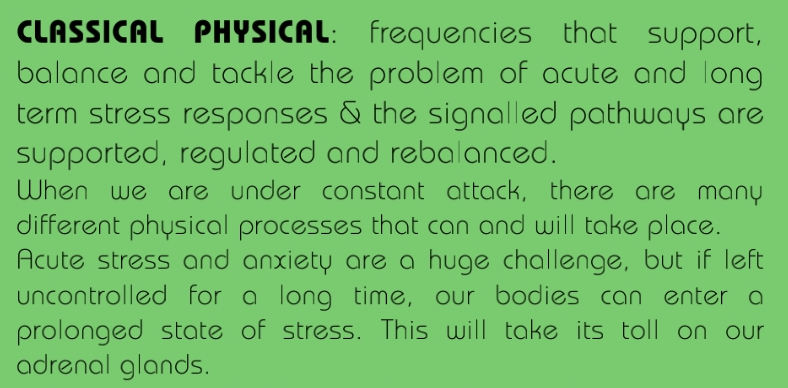 CLASSICAL PHYSICAL: frequencies that support,
balance and tackle the problem of acute and long
term stress responses & the signalled pathways are
supported, regulated and rebalanced.
When we are under constant attack, there are many
different physical processes that can and will take place.
Acute stress and anxiety are a huge challenge, but if left
uncontrolled for a long time, our bodies can enter a
prolonged state of stress. This will take its toll on our
adrenal glands.